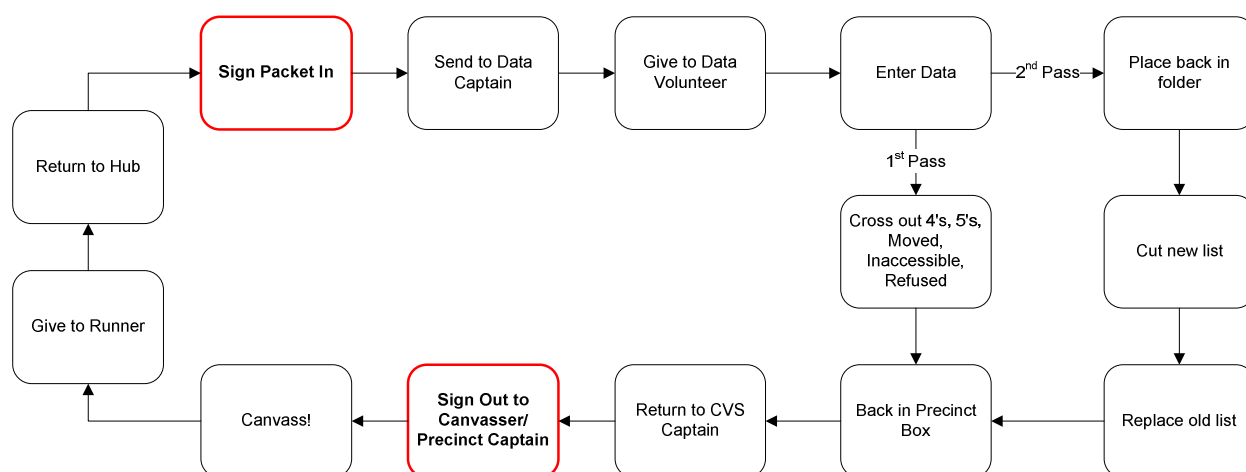 Sign Packet In
Send to Data
Captain
Give to Data
Volunteer
Enter Data
2nd Pass
Place back in
folder
Return to Hub
1st Pass
Cross out 4's, 5's,
Moved,
Inaccessible,
Refused
Cut new list
Give to Runner
Canvass!
Sign Out to
Canvasser/
Precinct Captain
Return to CVS
Captain
Back in Precinct
Box
Replace old list